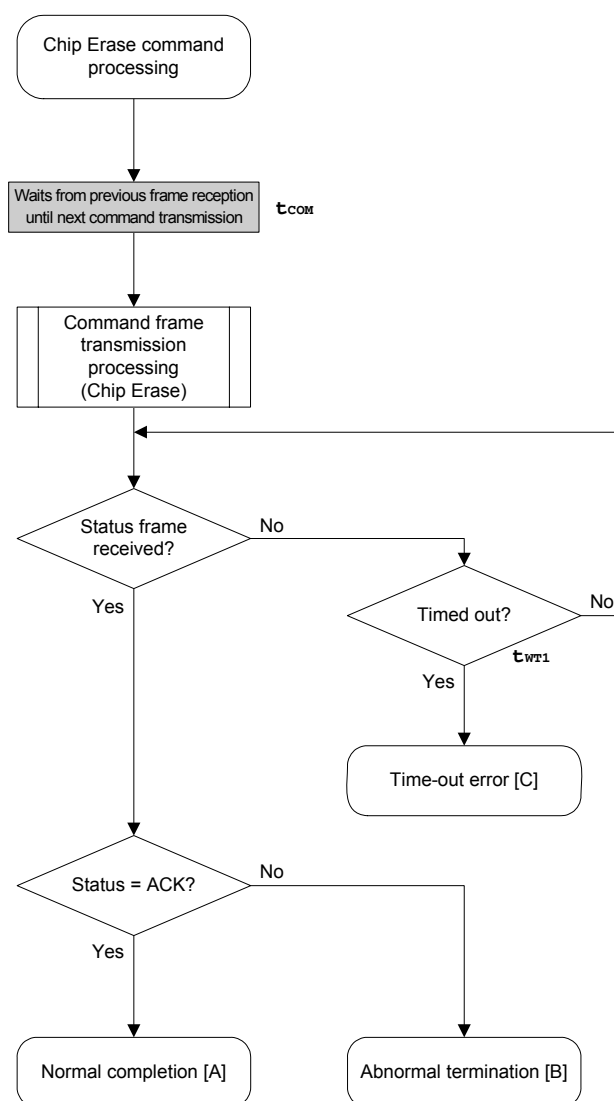 Chip Erase command
processing
Waits from previous frame reception
until next command transmission
tCOM
Command frame
transmission
processing
(Chip Erase)
Status frame
received?
No
Yes
Timed out?
No
tWT1
Yes
Time-out error [C]
Status = ACK?
No
Yes
Normal completion [A]
Abnormal termination [B]